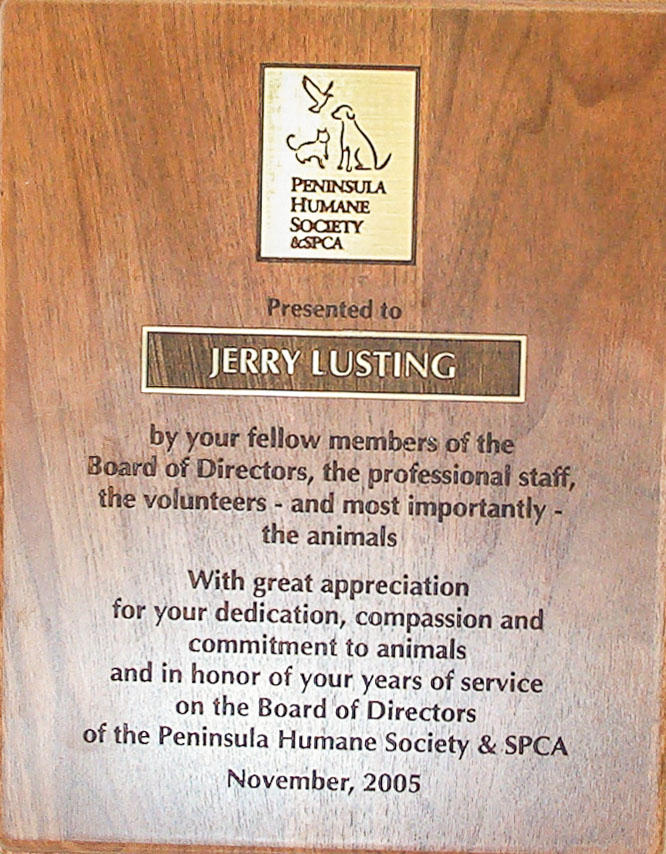 PENINSULA
HUMANE
SOCIETY
&SPCA
Presented to
JERRY LUSTING
by your fellow members of the
Board of Directors, the professional staff,
the volunteers - and most importantly -
the animals
With great appreciation
for your dedication, compassion and
commitment to animals
and in honor of your years of service
on the Board of Directors
of the Peninsula Humane Society & SPCA
November, 2005